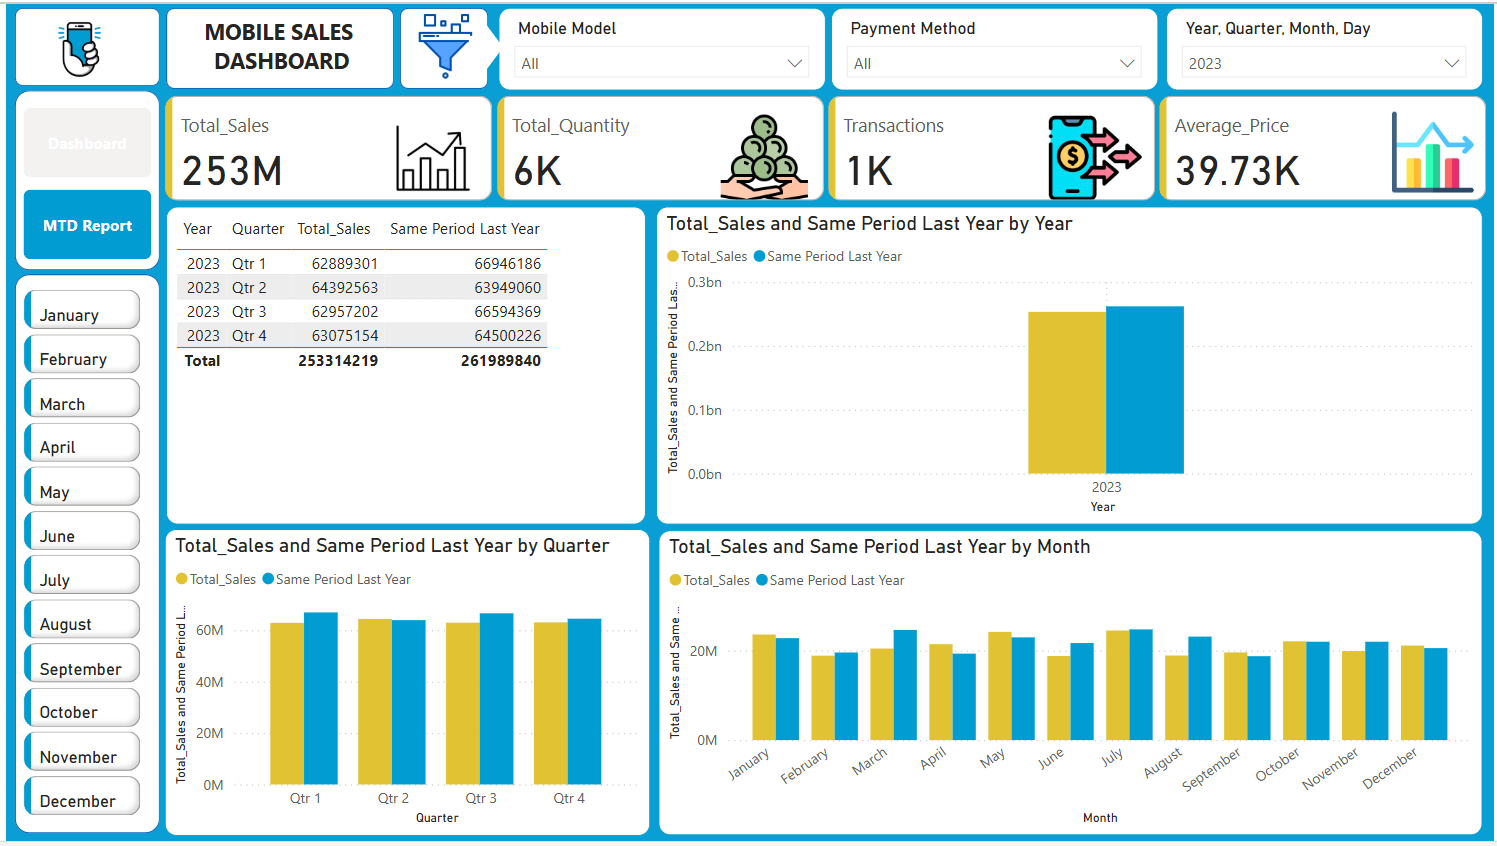 MOBILE SALES
DASHBOARD
Mobile Model
All
Payment Method
All
Year, Quarter, Month, Day
2023
Dashboard
MTD Report
Total_Sales
253M
Total_Quantity
6K
Transactions
1K
Average_Price
39.73K
January
February
March
April
May
June
July
August
September
October
November
December
Year Quarter Total_Sales Same Period Last Year
2023 Qtr 1 62889301 66946186
2023 Qtr 2 64392563 63949060
2023 Qtr 3 62957202 66594369
2023 Qtr 4 63075154 64500226
Total 253314219 261989840
Total_Sales and Same Period Last Year by Year
Total_Sales Same Period Last Year
Total_Sales and Same Period Las...
0.3bn
0.2bn
0.1bn
0.0bn
2023
Year
Total_Sales and Same Period Last Year by Quarter
Total_Sales Same Period Last Year
Total_Sales and Same Period L...
60M
40M
20M
0M
Qtr 1 Qtr 2 Qtr 3 Qtr 4
Quarter
Total_Sales and Same Period Last Year by Month
Total_Sales Same Period Last Year
Total_Sales and Same ...
20M
0M
January February March April May June July August September October November December
Month